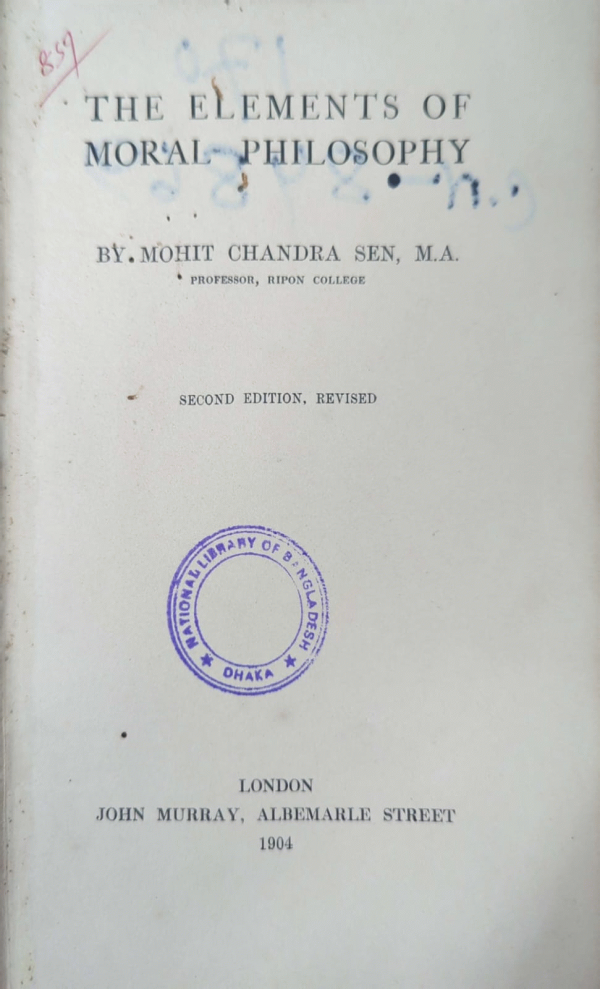 857
THE ELEMENTS OF
MORAL PHILOSOPHY
BY MOHIT CHANDRA SEN, M.A.
PROFESSOR, RIPON COLLEGE
SECOND EDITION, REVISED
NATIONAL LIBRARY OF BANGLADESH
DHAKA
LONDON
JOHN MURRAY, ALBEMARLE STREET
1904